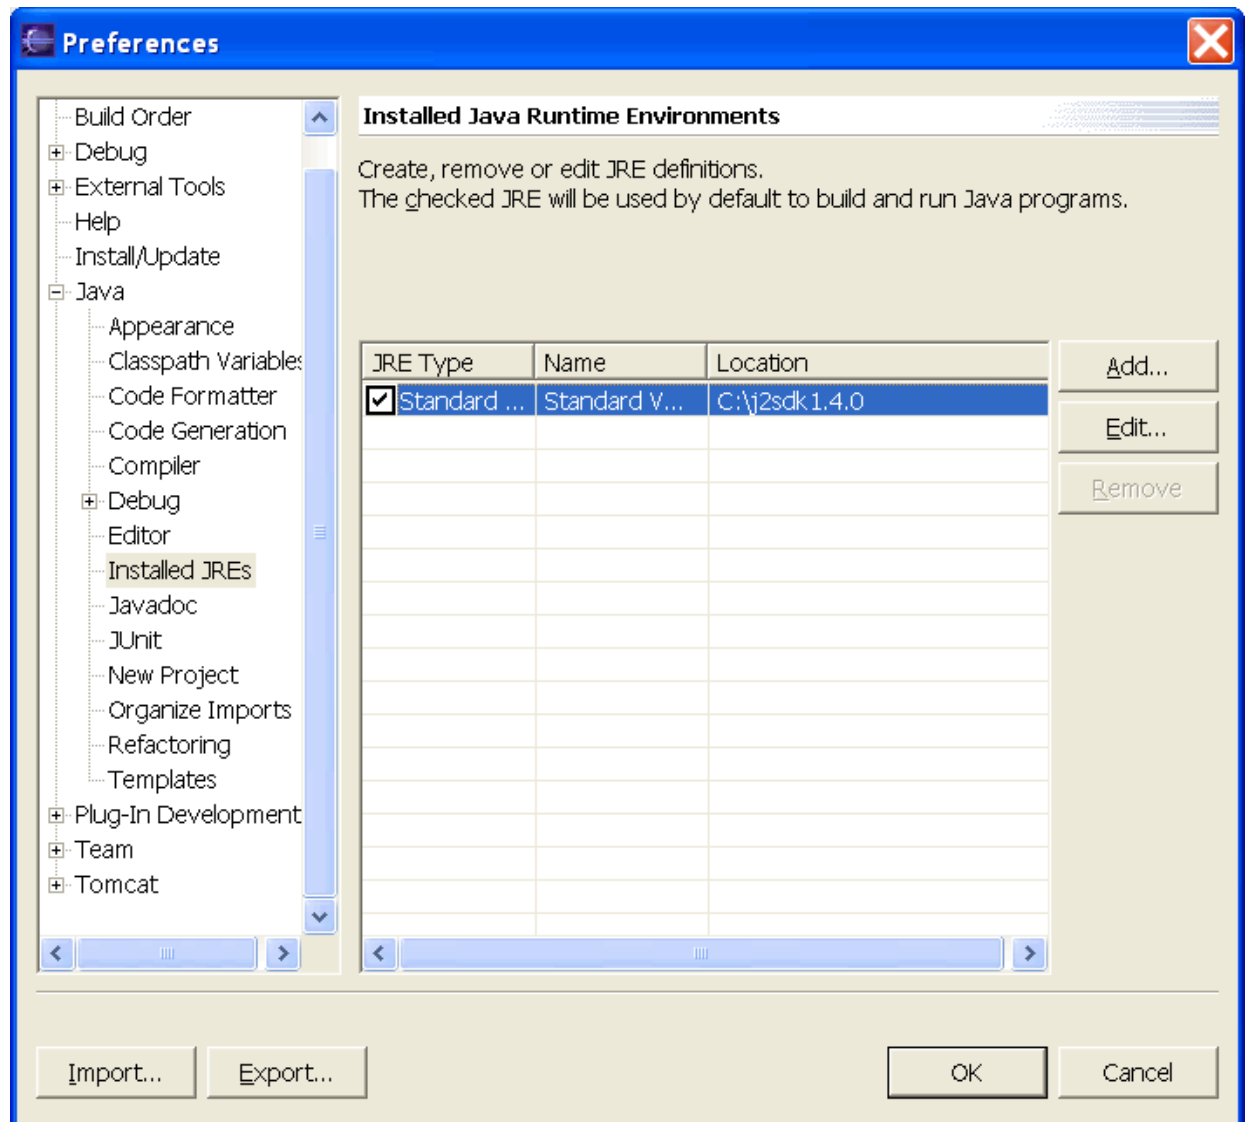 Preferences
Build Order
Debug
External Tools
Help
Install/Update
Java
Appearance
Classpath Variables
Code Formatter
Code Generation
Compiler
Debug
Editor
Installed JREs
Javadoc
JUnit
New Project
Organize Imports
Refactoring
Templates
Plug-In Development
Team
Tomcat
Installed Java Runtime Environments
Create, remove or edit JRE definitions.
The checked JRE will be used by default to build and run Java programs.
JRE Type Name Location
Standard ... Standard V... C:\j2sdk1.4.0
Add...
Edit...
Remove
Import... Export... OK Cancel